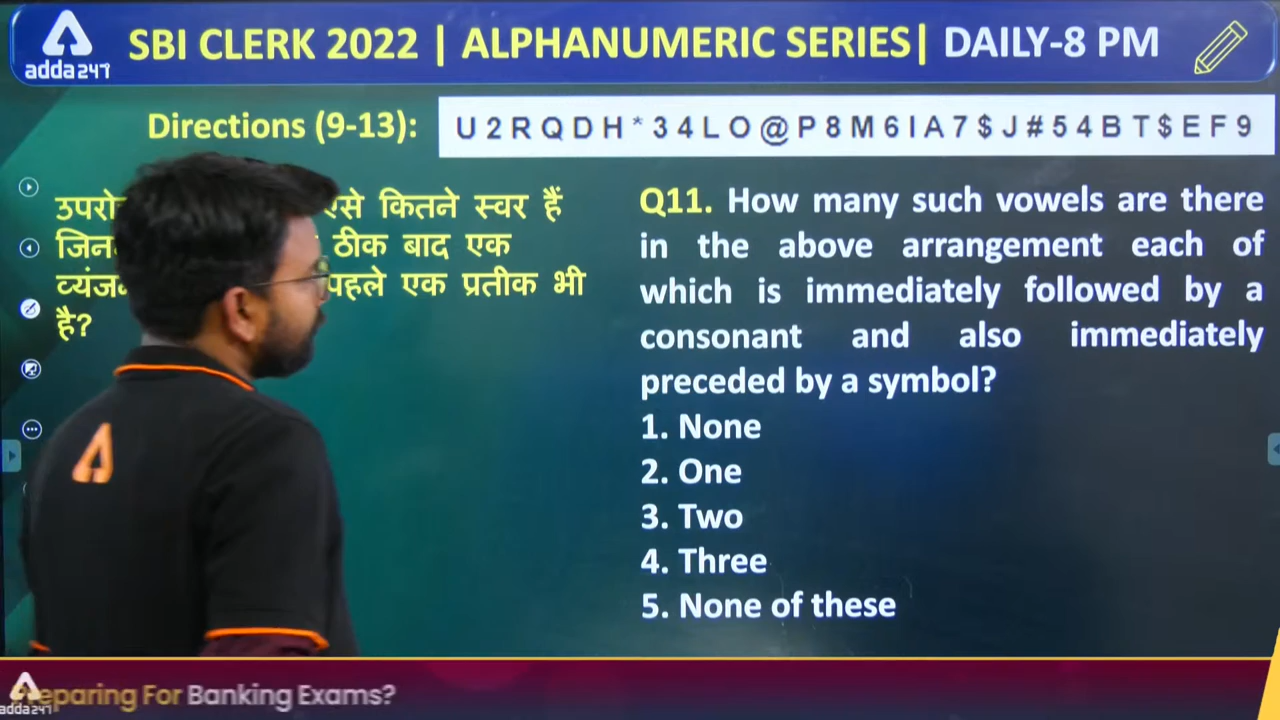 SBI CLERK 2022 | ALPHANUMERIC SERIES| DAILY-8 PM
adda247
Directions (9-13): U 2 R Q D H * 3 4 L O @ P 8 M 6 I A 7 $ J # 5 4 B T $ E F 9
कितने स्वर हैं
ठीक बाद एक
पहले एक प्रतीक भी
है?
Q11. How many such vowels are there
in the above arrangement each of
which is immediately followed by a
consonant and also immediately
preceded by a symbol?
1. None
2. One
3. Two
4. Three
5. None of these
Preparing For Banking Exams?
adda247